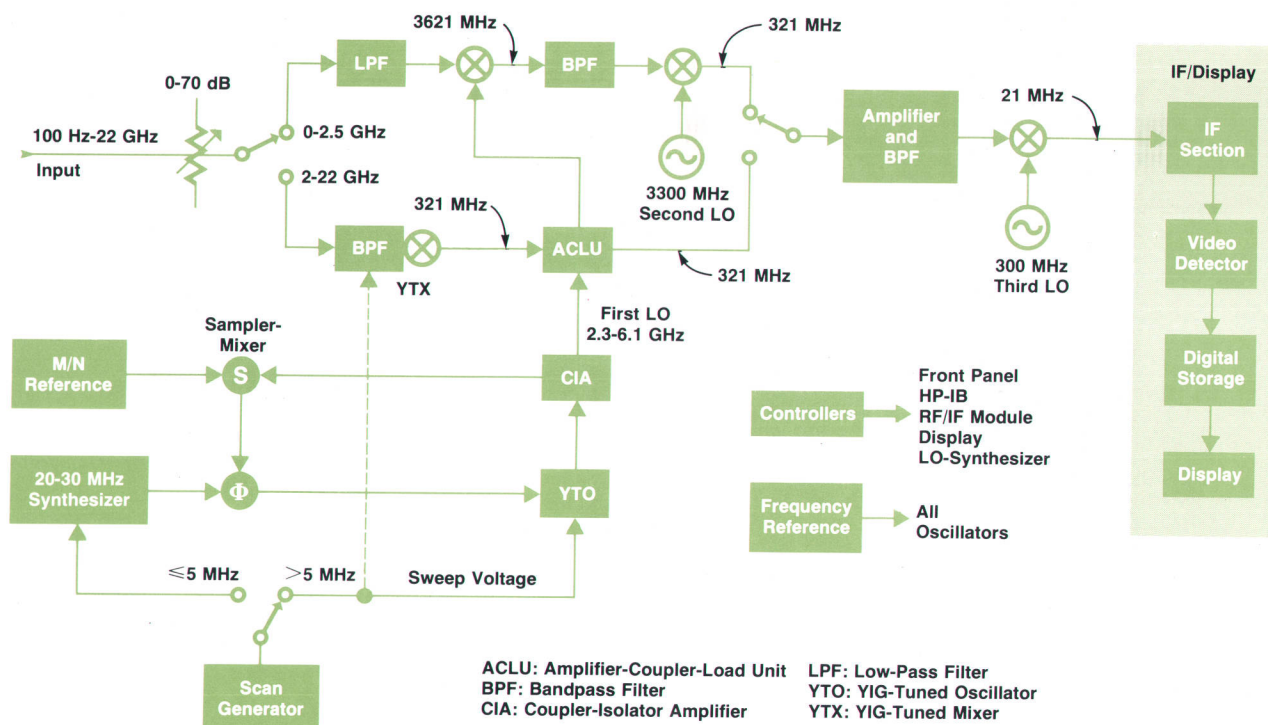 3621 MHz
321 MHz
0-70 dB
LPF
BPF
IF/Display
100 Hz-22 GHz
Input
0-2.5 GHz
2-22 GHz
Amplifier
and
BPF
21 MHz
IF
Section
3300 MHz
Second LO
321 MHz
BPF
YTX
ACLU
321 MHz
300 MHz
Third LO
Video
Detector
First LO
2.3-6.1 GHz
Sampler-
Mixer
M/N
Reference
S
CIA
Digital
Storage
Controllers
Front Panel
HP-IB
RF/IF Module
Display
LO-Synthesizer
20-30 MHz
Synthesizer
Φ
YTO
Display
Frequency
Reference
All
Oscillators
≤5 MHz
>5 MHz
Sweep Voltage
Scan
Generator
ACLU: Amplifier-Coupler-Load Unit
BPF: Bandpass Filter
CIA: Coupler-Isolator Amplifier
LPF: Low-Pass Filter
YTO: YIG-Tuned Oscillator
YTX: YIG-Tuned Mixer